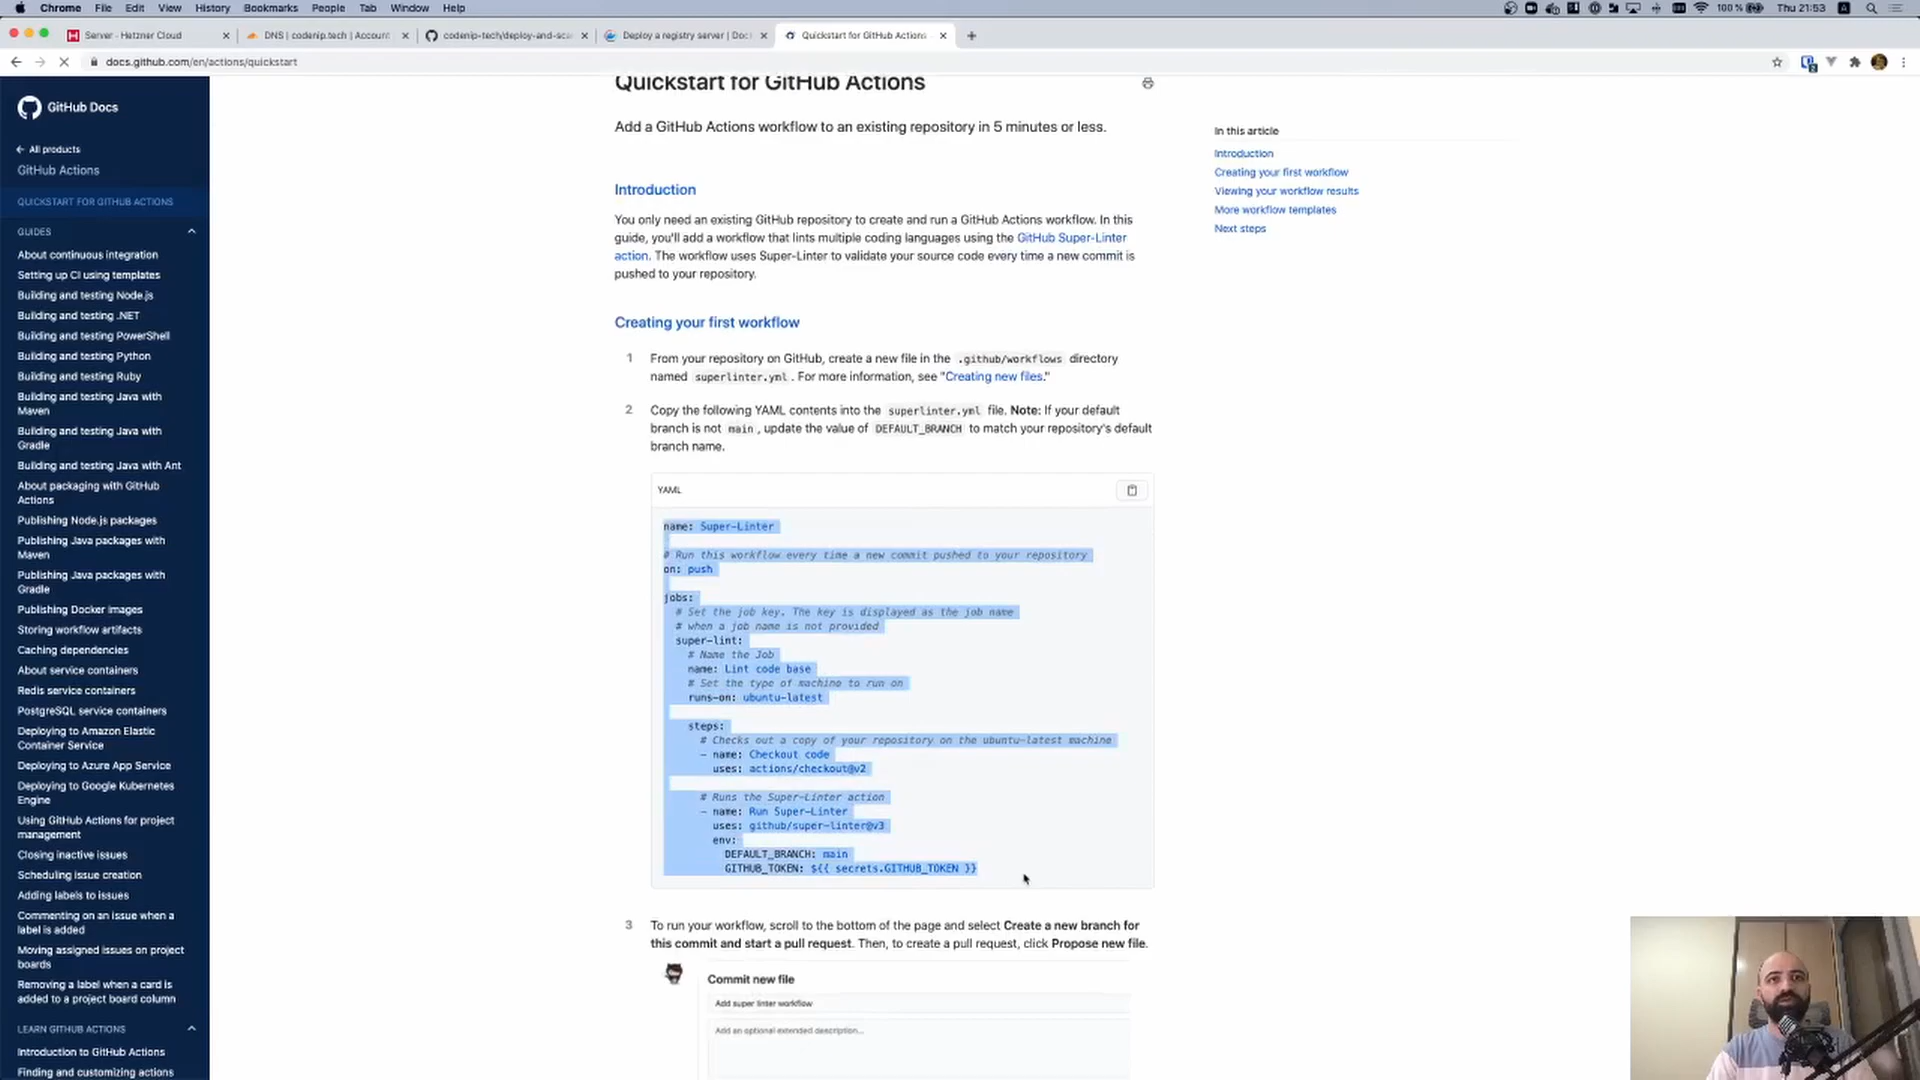 Chrome File Edit View History Bookmarks People Tab Window Help
100 % Thu 21:53
Server - Hetzner Cloud
DNS | codenip.tech | Account
codenip-tech/deploy-and-sca
Deploy a registry server | Doc
Quickstart for GitHub Actions
docs.github.com/en/actions/quickstart
GitHub Docs
All products
GitHub Actions
QUICKSTART FOR GITHUB ACTIONS
GUIDES
About continuous integration
Setting up CI using templates
Building and testing Node.js
Building and testing .NET
Building and testing PowerShell
Building and testing Python
Building and testing Ruby
Building and testing Java with
Maven
Building and testing Java with
Gradle
Building and testing Java with Ant
About packaging with GitHub
Actions
Publishing Node.js packages
Publishing Java packages with
Maven
Publishing Java packages with
Gradle
Publishing Docker images
Storing workflow artifacts
Caching dependencies
About service containers
Redis service containers
PostgreSQL service containers
Deploying to Amazon Elastic
Container Service
Deploying to Azure App Service
Deploying to Google Kubernetes
Engine
Using GitHub Actions for project
management
Closing inactive issues
Scheduling issue creation
Adding labels to issues
Commenting on an issue when a
label is added
Moving assigned issues on project
boards
Removing a label when a card is
added to a project board column
LEARN GITHUB ACTIONS
Introduction to GitHub Actions
Finding and customizing actions
Quickstart for GitHub Actions
Add a GitHub Actions workflow to an existing repository in 5 minutes or less.
Introduction
You only need an existing GitHub repository to create and run a GitHub Actions workflow. In this
guide, you'll add a workflow that lints multiple coding languages using the GitHub Super-Linter
action. The workflow uses Super-Linter to validate your source code every time a new commit is
pushed to your repository.
Creating your first workflow
1 From your repository on GitHub, create a new file in the .github/workflows directory
named superlinter.yml. For more information, see "Creating new files."
2 Copy the following YAML contents into the superlinter.yml file. Note: If your default
branch is not main, update the value of DEFAULT_BRANCH to match your repository's default
branch name.
YAML
name: Super-Linter
# Run this workflow every time a new commit pushed to your repository
on: push
jobs:
# Set the job key. The key is displayed as the job name
# when a job name is not provided
super-lint:
# Name the Job
name: Lint code base
# Set the type of machine to run on
runs-on: ubuntu-latest
steps:
# Checks out a copy of your repository on the ubuntu-latest machine
- name: Checkout code
uses: actions/checkout@v2
# Runs the Super-Linter action
- name: Run Super-Linter
uses: github/super-linter@v3
env:
DEFAULT_BRANCH: main
GITHUB_TOKEN: ${{ secrets.GITHUB_TOKEN }}
3 To run your workflow, scroll to the bottom of the page and select Create a new branch for
this commit and start a pull request. Then, to create a pull request, click Propose new file.
Commit new file
Add super linter workflow
Add an optional extended description...
In this article
Introduction
Creating your first workflow
Viewing your workflow results
More workflow templates
Next steps